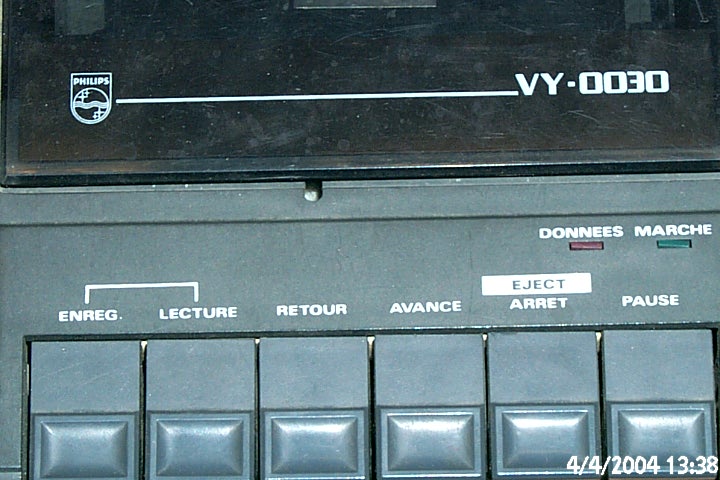 PHILIPS
VY-0030
DONNEES MARCHE
EJECT
ENREG. LECTURE RETOUR AVANCE ARRET PAUSE
4/4/2004 13:38